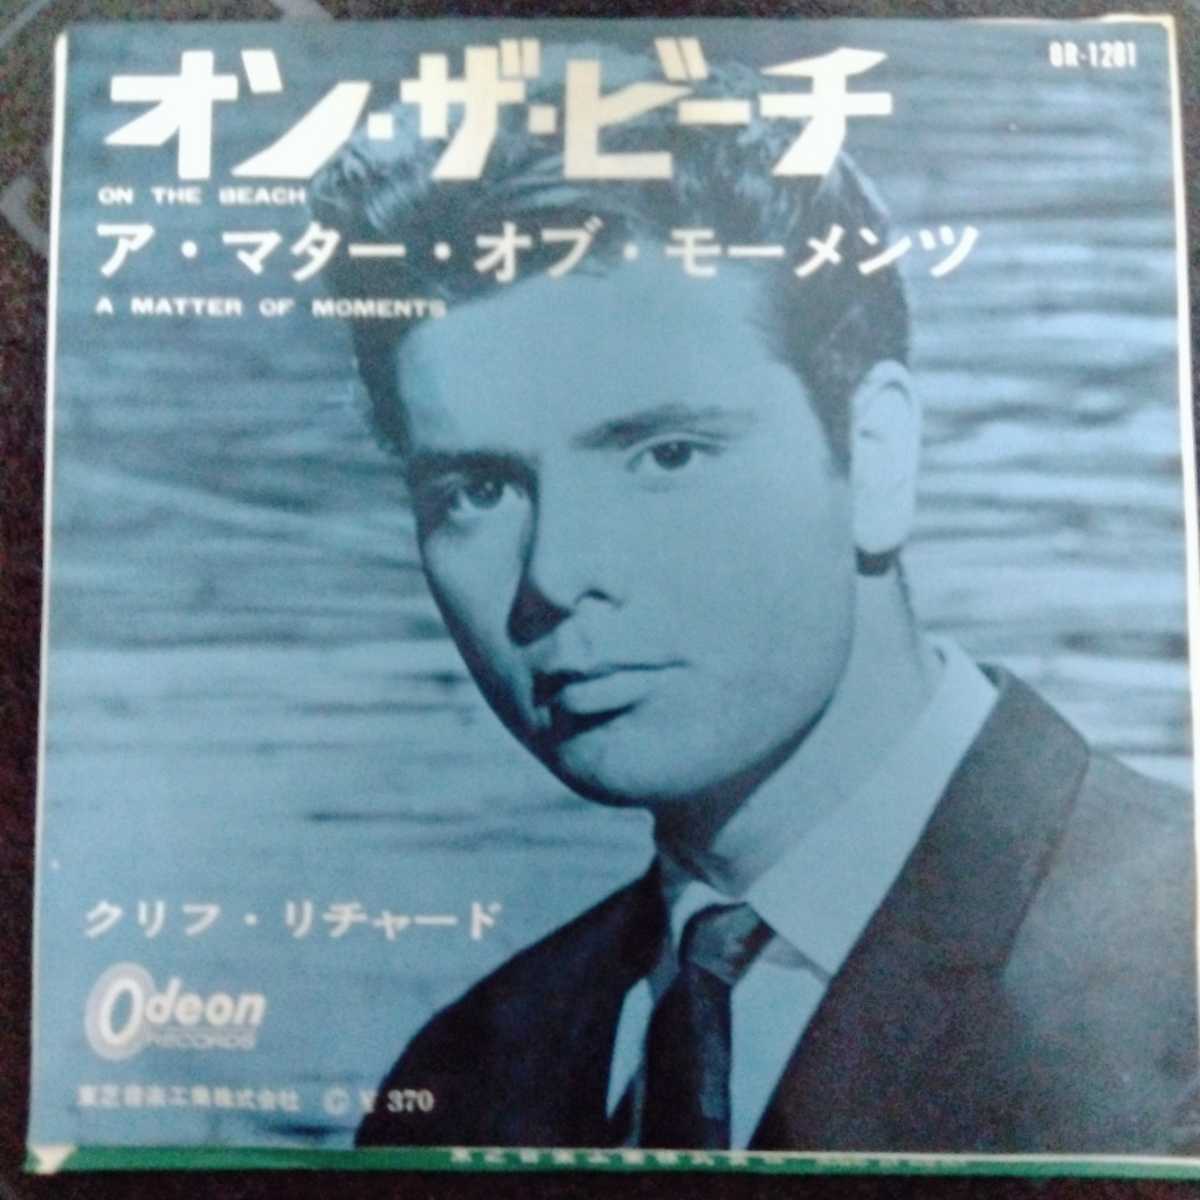 OR-1201
オン・ザ・ビーチ
ON THE BEACH
ア・マター・オブ・モーメンツ
A MATTER OF MOMENTS
クリフ・リチャード
Odeon
RECORDS
東芝音楽工業株式会社 © ¥ 370